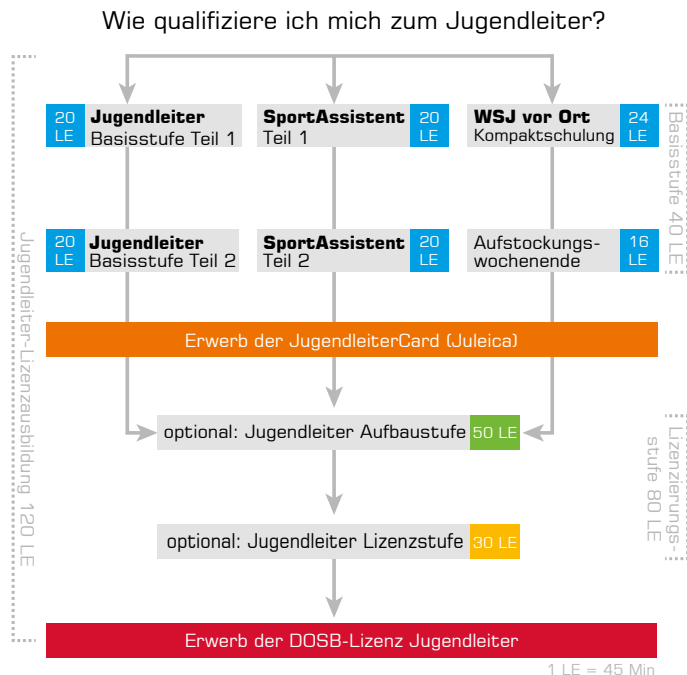 Wie qualifiziere ich mich zum Jugendleiter?
20 LE
Jugendleiter
Basisstufe Teil 1
SportAssistent
Teil 1
20 LE
WSJ vor Ort
Kompaktschulung
24 LE
20 LE
Jugendleiter
Basisstufe Teil 2
SportAssistent
Teil 2
20 LE
Aufstockungs-
wochenende
16 LE
Basisstufe 40 LE
Erwerb der JugendleiterCard (Juleica)
optional: Jugendleiter Aufbaustufe 50 LE
optional: Jugendleiter Lizenzstufe 30 LE
Lizenzierungs-
stufe 80 LE
Jugendleiter-Lizenzausbildung 120 LE
Erwerb der DOSB-Lizenz Jugendleiter
1 LE = 45 Min